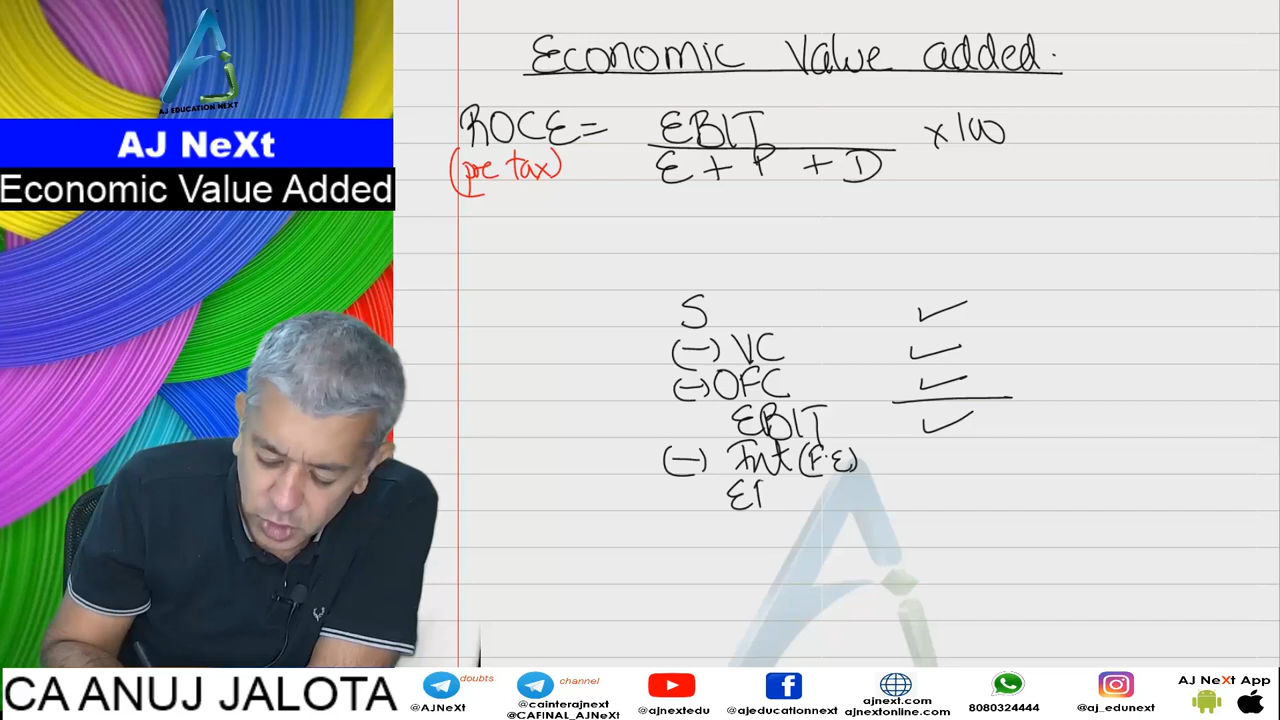 Economic Value added.
AJ EDUCATION NEXT
AJ NeXt
Economic Value Added
ROCE = EBIT x100
E + P + D
(pre tax)
S ✓
(-) VC ✓
(-) OFC ✓
EBIT ✓
(-) Int (F.E)
CA ANUJ JALOTA
doubts
@AJNeXt
channel
@cainterajnext
@CAFINAL_AJNeXt
@ajnextedu
@ajeducationnext
ajnext.com
ajnextonline.com
8080324444
@aj_edunext
AJ NeXt App